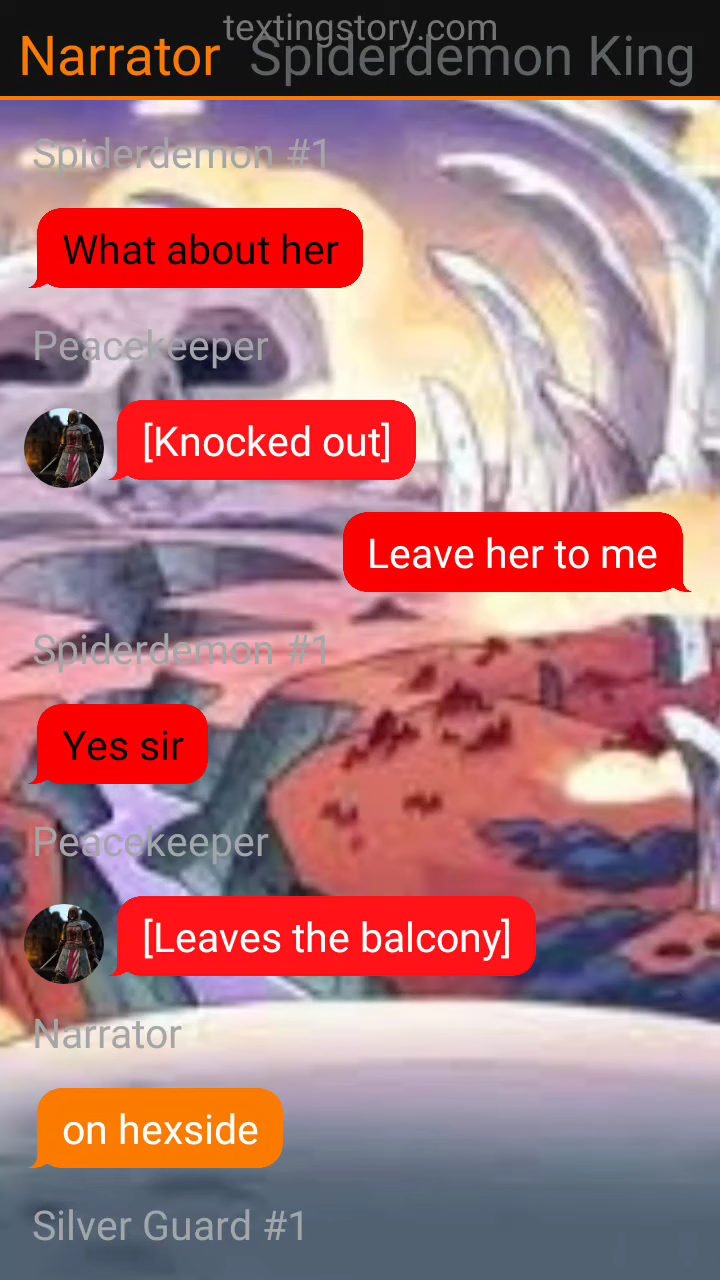 textingstory.com
Narrator Spiderdemon King
Spiderdemon #1
What about her
Peacekeeper
[Knocked out]
Leave her to me
Spiderdemon #1
Yes sir
Peacekeeper
[Leaves the balcony]
Narrator
on hexside
Silver Guard #1